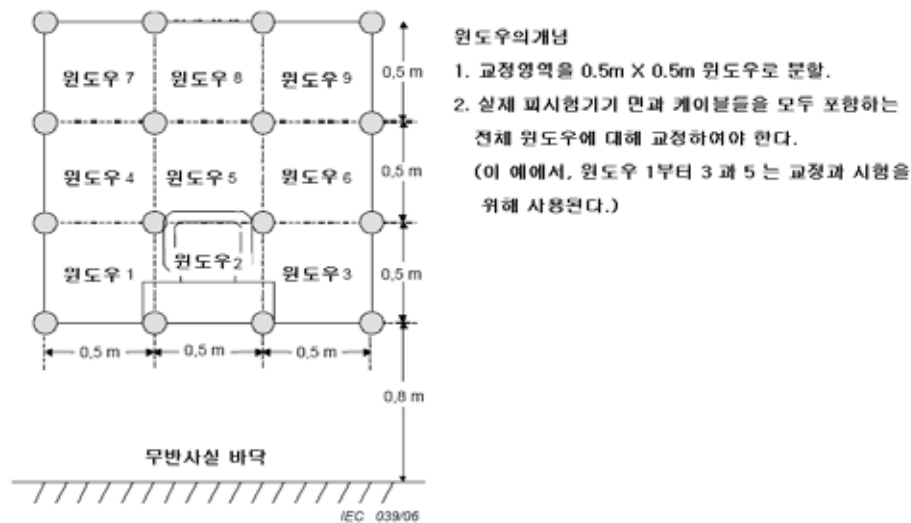 윈도우의개념
1. 교정영역을 0.5m X 0.5m 윈도우로 분할.
2. 실제 피시험기기 면과 케이블들을 모두 포함하는
전체 윈도우에 대해 교정하여야 한다.
(이 예에서, 윈도우 1부터 3 과 5 는 교정과 시험을
위해 사용된다.)
윈도우 7 윈도우 8 윈도우 9 0,5 m
윈도우 4 윈도우 5 윈도우 6 0,5 m
윈도우 1 윈도우 2 윈도우 3 0,5 m
0,5 m 0,5 m 0,5 m
0,8 m
무반사실 바닥
IEC 039/06